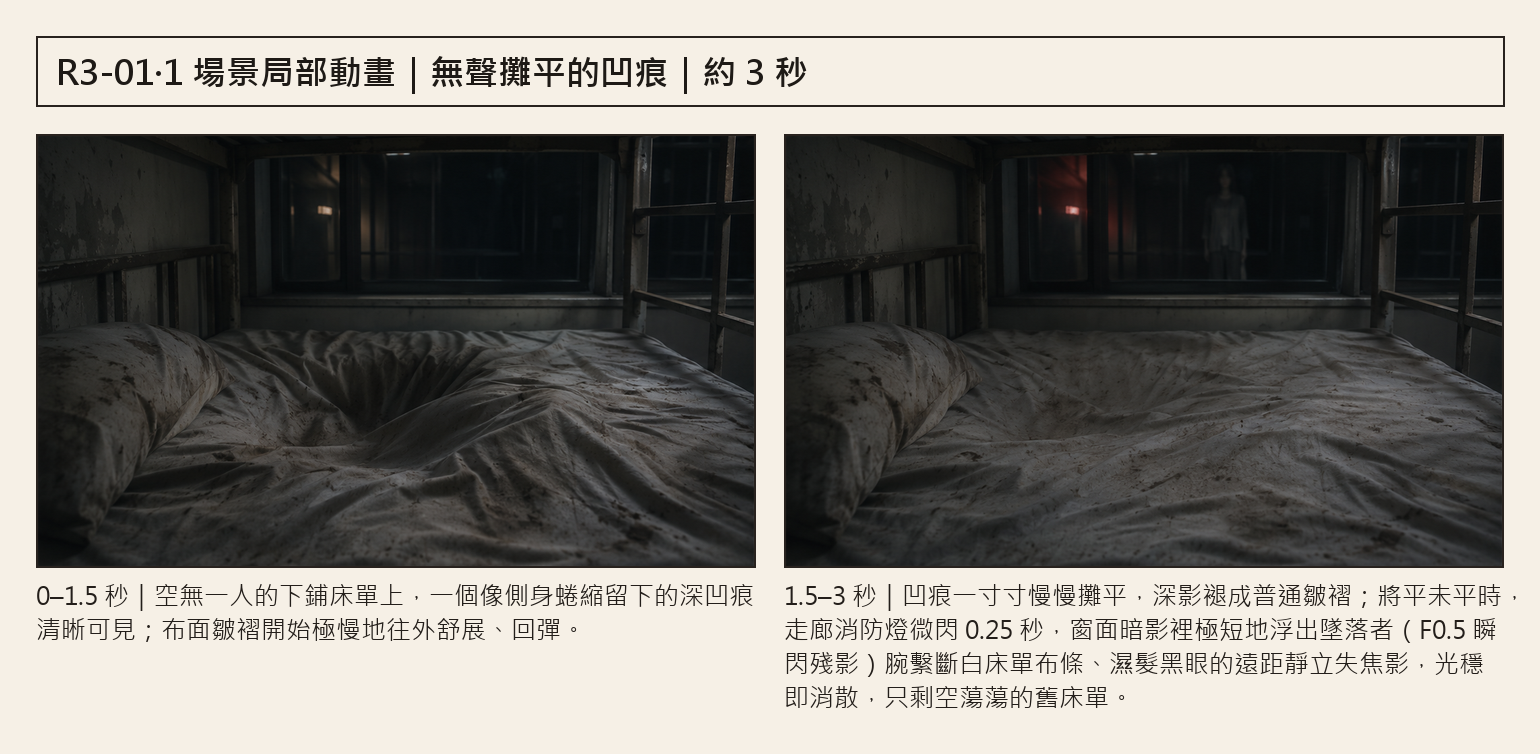 R3-01·1 場景局部動畫｜無聲攤平的凹痕｜約 3 秒
0–1.5 秒｜空無一人的下鋪床單上，一個像側身蜷縮留下的深凹痕
清晰可見；布面皺褶開始極慢地往外舒展、回彈。
1.5–3 秒｜凹痕一寸寸慢慢攤平，深影褪成普通皺褶；將平未平時，
走廊消防燈微閃 0.25 秒，窗面暗影裡極短地浮出墜落者（F0.5 瞬
閃殘影）腕繫斷白床單布條、濕髮黑眼的遠距靜立失焦影，光穩
即消散，只剩空蕩蕩的舊床單。